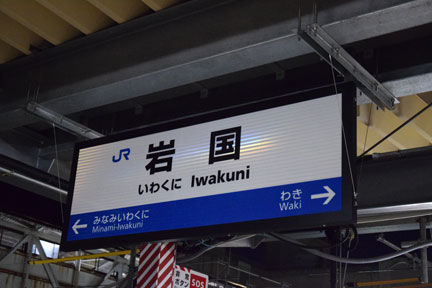 JR 岩国
いわくに Iwakuni
みなみいわくに
Minami-Iwakuni
わき
Waki
SOS